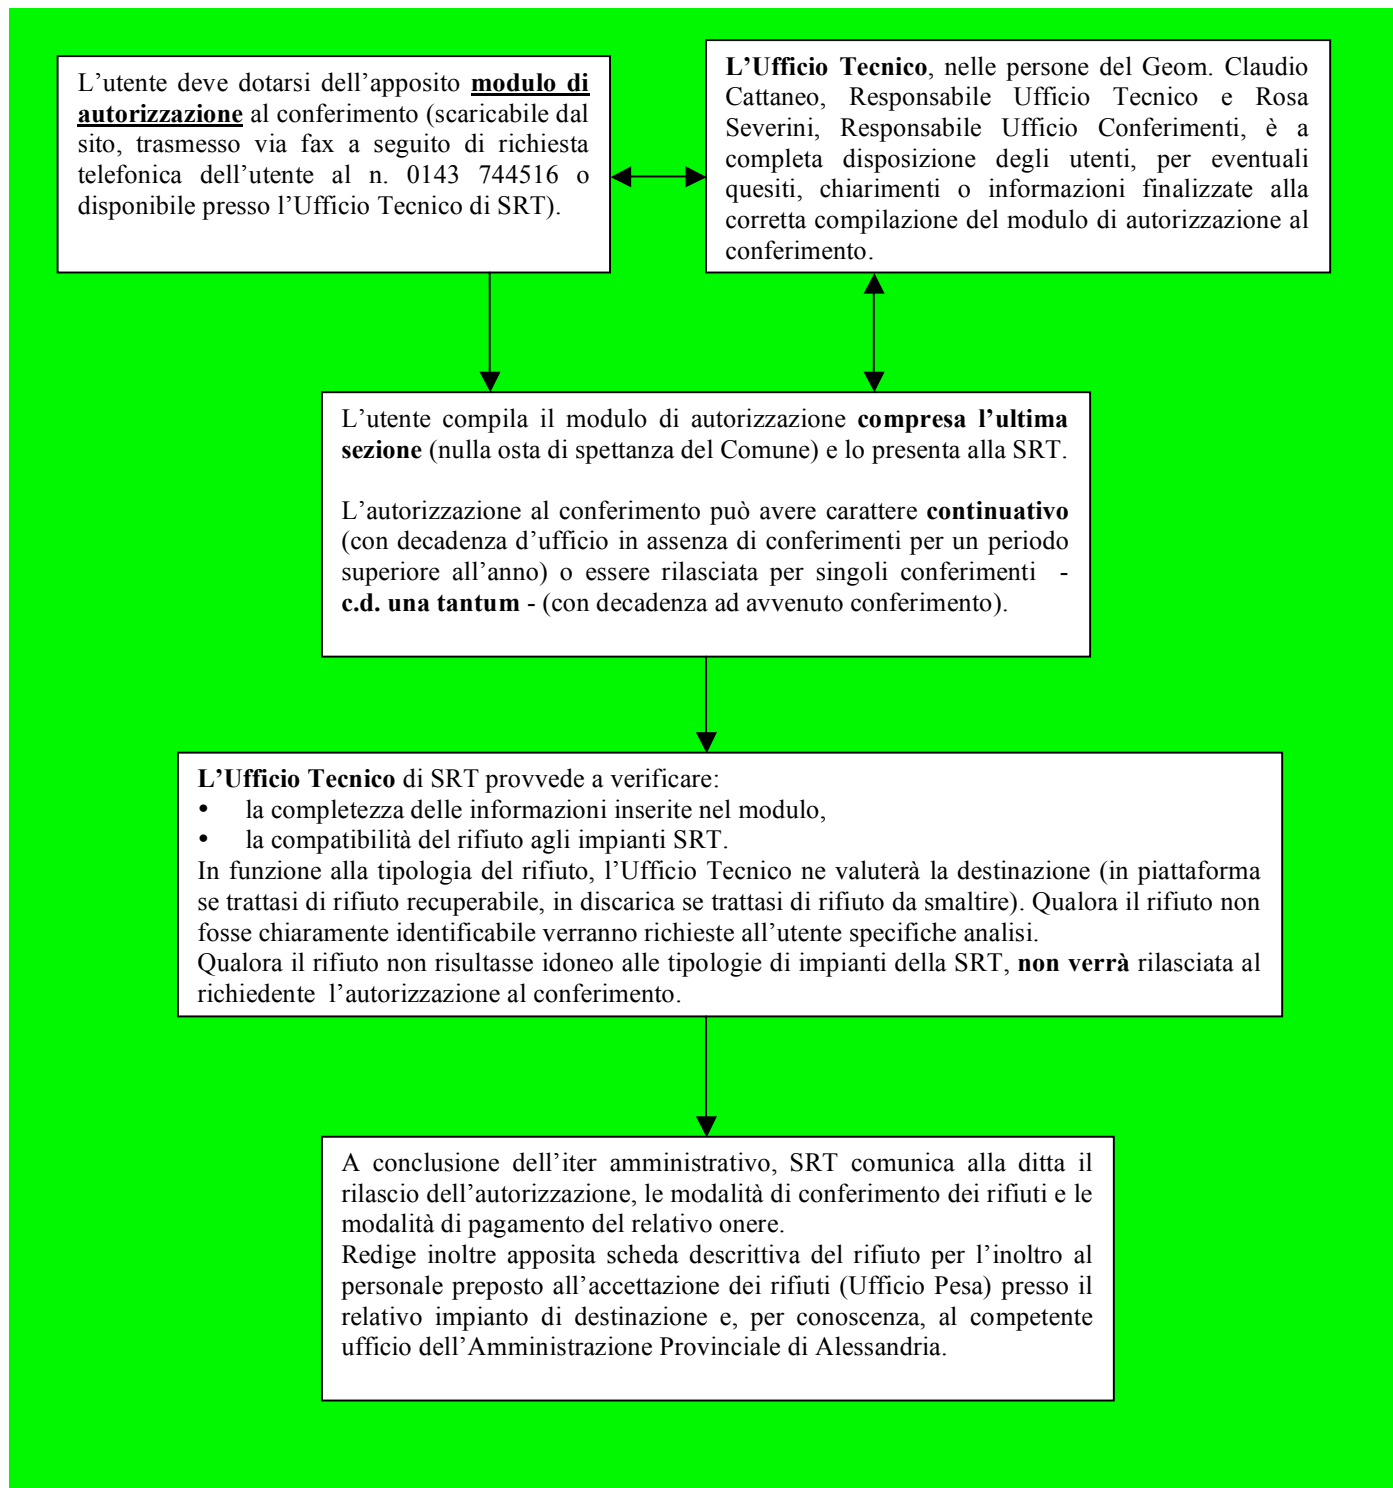 L’utente deve dotarsi dell’apposito modulo di
autorizzazione al conferimento (scaricabile dal
sito, trasmesso via fax a seguito di richiesta
telefonica dell’utente al n. 0143 744516 o
disponibile presso l’Ufficio Tecnico di SRT).
L’Ufficio Tecnico, nelle persone del Geom. Claudio
Cattaneo, Responsabile Ufficio Tecnico e Rosa
Severini, Responsabile Ufficio Conferimenti, è a
completa disposizione degli utenti, per eventuali
quesiti, chiarimenti o informazioni finalizzate alla
corretta compilazione del modulo di autorizzazione al
conferimento.
L’utente compila il modulo di autorizzazione compresa l’ultima
sezione (nulla osta di spettanza del Comune) e lo presenta alla SRT.
L’autorizzazione al conferimento può avere carattere continuativo
(con decadenza d’ufficio in assenza di conferimenti per un periodo
superiore all’anno) o essere rilasciata per singoli conferimenti -
c.d. una tantum - (con decadenza ad avvenuto conferimento).
L’Ufficio Tecnico di SRT provvede a verificare:
• la completezza delle informazioni inserite nel modulo,
• la compatibilità del rifiuto agli impianti SRT.
In funzione alla tipologia del rifiuto, l’Ufficio Tecnico ne valuterà la destinazione (in piattaforma
se trattasi di rifiuto recuperabile, in discarica se trattasi di rifiuto da smaltire). Qualora il rifiuto non
fosse chiaramente identificabile verranno richieste all’utente specifiche analisi.
Qualora il rifiuto non risultasse idoneo alle tipologie di impianti della SRT, non verrà rilasciata al
richiedente l’autorizzazione al conferimento.
A conclusione dell’iter amministrativo, SRT comunica alla ditta il
rilascio dell’autorizzazione, le modalità di conferimento dei rifiuti e le
modalità di pagamento del relativo onere.
Redige inoltre apposita scheda descrittiva del rifiuto per l’inoltro al
personale preposto all’accettazione dei rifiuti (Ufficio Pesa) presso il
relativo impianto di destinazione e, per conoscenza, al competente
ufficio dell’Amministrazione Provinciale di Alessandria.